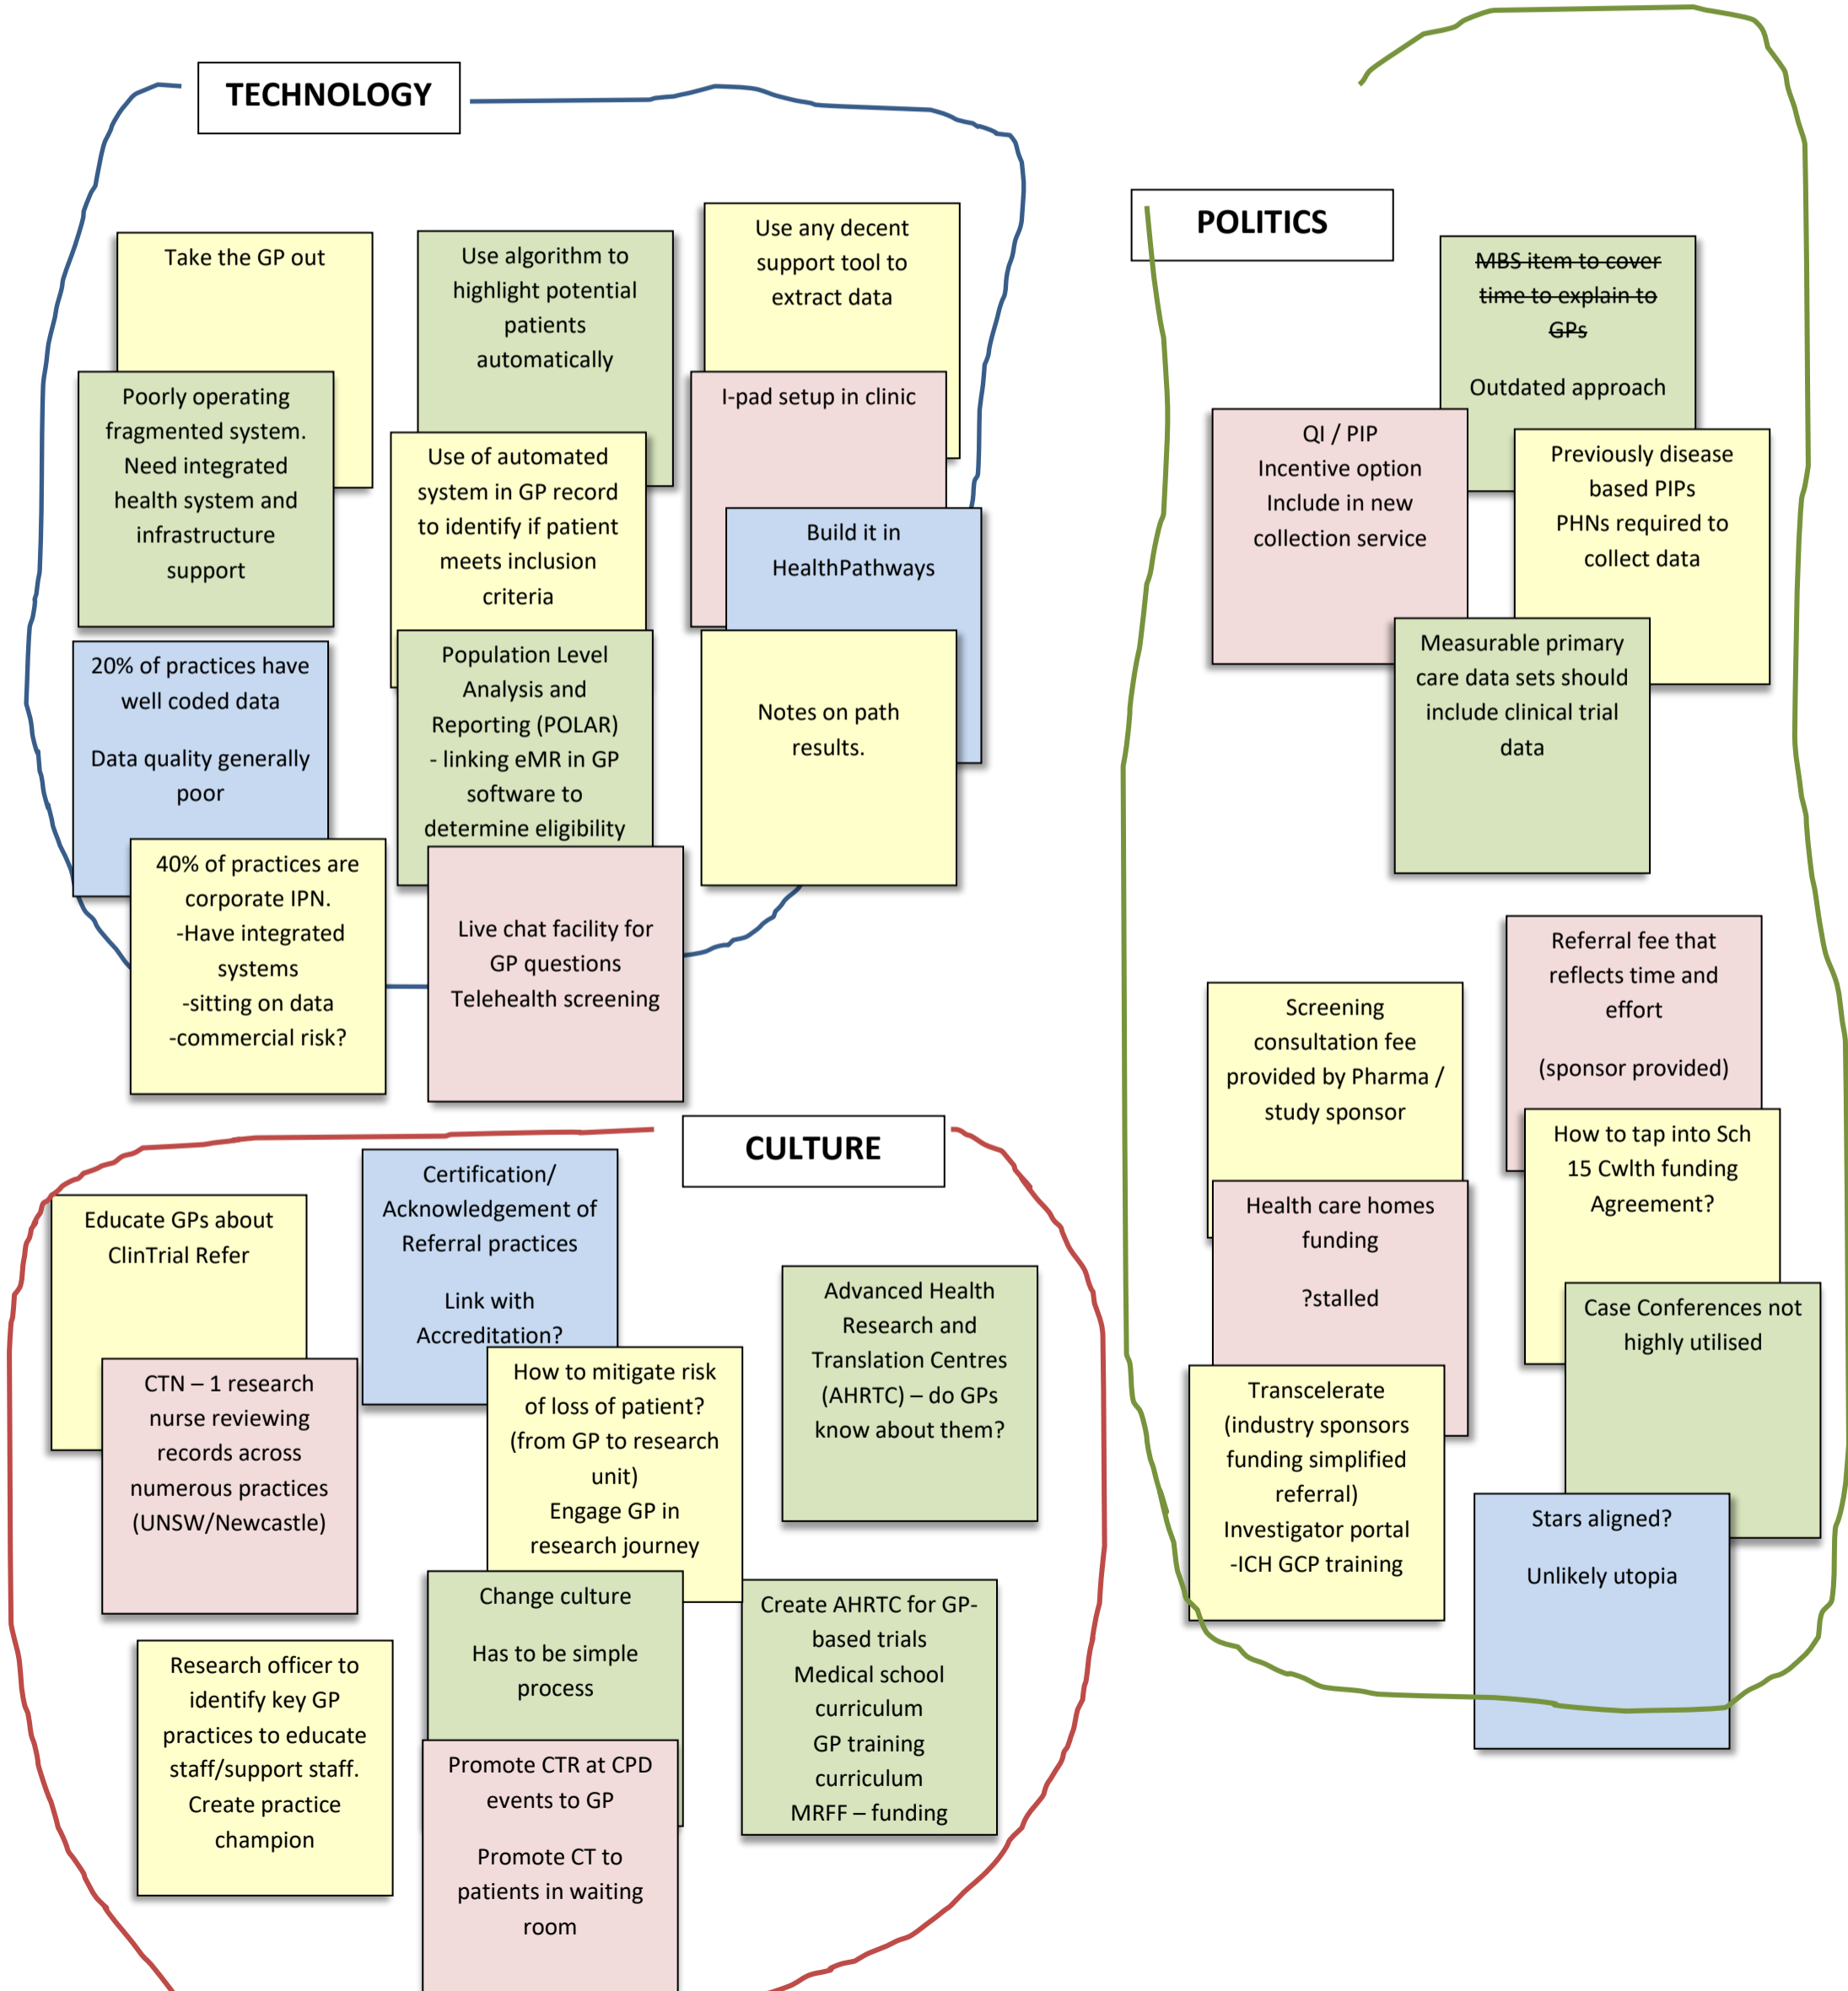 TECHNOLOGY
Take the GP out
Use algorithm to
highlight potential
patients
automatically
Use any decent
support tool to
extract data
Poorly operating
fragmented system.
Need integrated
health system and
infrastructure
support
Use of automated
system in GP record
to identify if patient
meets inclusion
criteria
I-pad setup in clinic
Build it in
HealthPathways
20% of practices have
well coded data
Data quality generally
poor
Population Level
Analysis and
Reporting (POLAR)
- linking eMR in GP
software to
determine eligibility
Notes on path
results.
40% of practices are
corporate IPN.
-Have integrated
systems
-sitting on data
-commercial risk?
Live chat facility for
GP questions
Telehealth screening
POLITICS
MBS item to cover
time to explain to
GPs
Outdated approach
QI / PIP
Incentive option
Include in new
collection service
Previously disease
based PIPs
PHNs required to
collect data
Measurable primary
care data sets should
include clinical trial
data
Referral fee that
reflects time and
effort
(sponsor provided)
Screening
consultation fee
provided by Pharma /
study sponsor
How to tap into Sch
15 Cwlth funding
Agreement?
Health care homes
funding
?stalled
Case Conferences not
highly utilised
Transcelerate
(industry sponsors
funding simplified
referral)
Investigator portal
-ICH GCP training
Stars aligned?
Unlikely utopia
CULTURE
Educate GPs about
ClinTrial Refer
Certification/
Acknowledgement of
Referral practices
Link with
Accreditation?
Advanced Health
Research and
Translation Centres
(AHRTC) – do GPs
know about them?
CTN – 1 research
nurse reviewing
records across
numerous practices
(UNSW/Newcastle)
How to mitigate risk
of loss of patient?
(from GP to research
unit)
Engage GP in
research journey
Change culture
Has to be simple
process
Create AHRTC for GP-
based trials
Medical school
curriculum
GP training
curriculum
MRFF – funding
Research officer to
identify key GP
practices to educate
staff/support staff.
Create practice
champion
Promote CTR at CPD
events to GP
Promote CT to
patients in waiting
room